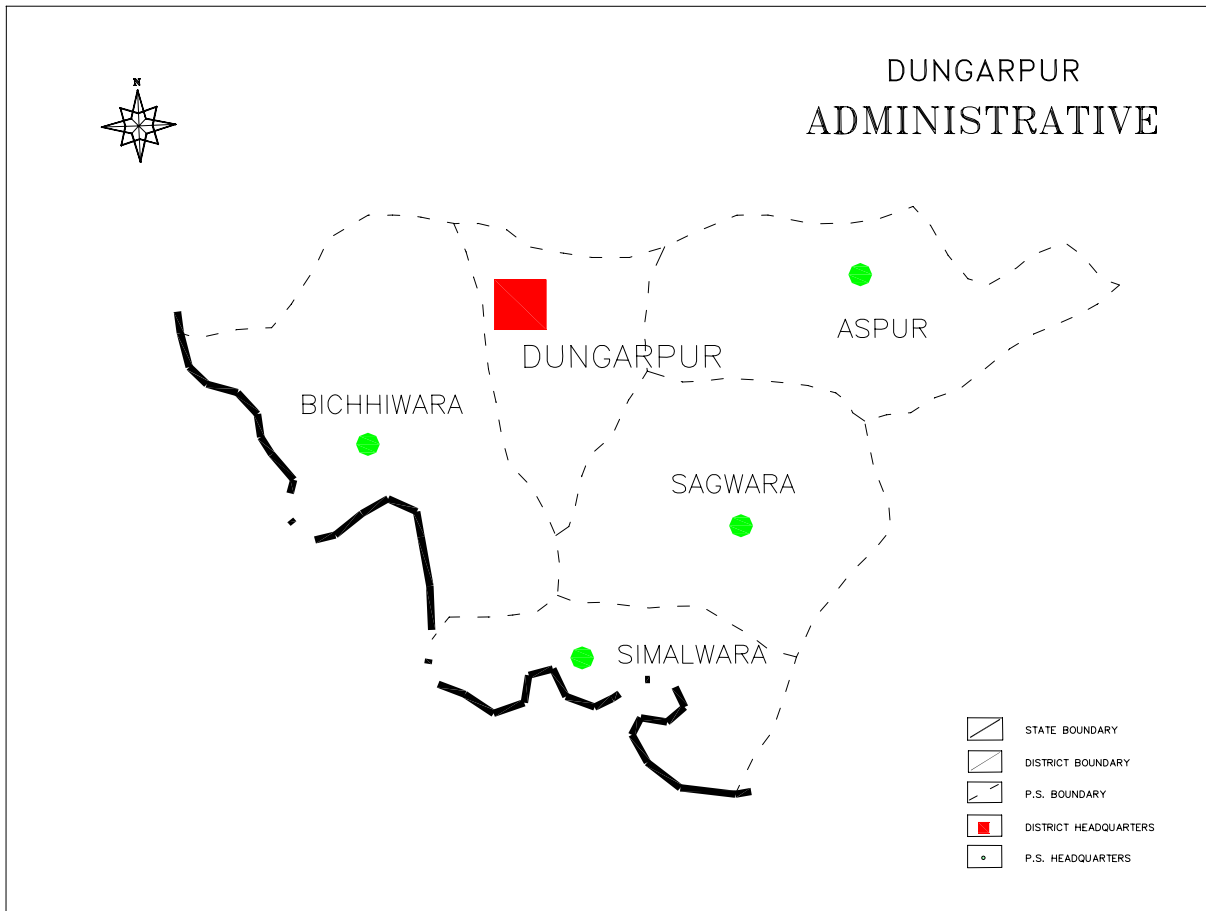 N
DUNGARPUR
ADMINISTRATIVE
ASPUR
DUNGARPUR
BICHHIWARA
SAGWARA
SIMALWARA
STATE BOUNDARY
DISTRICT BOUNDARY
P.S. BOUNDARY
DISTRICT HEADQUARTERS
P.S. HEADQUARTERS